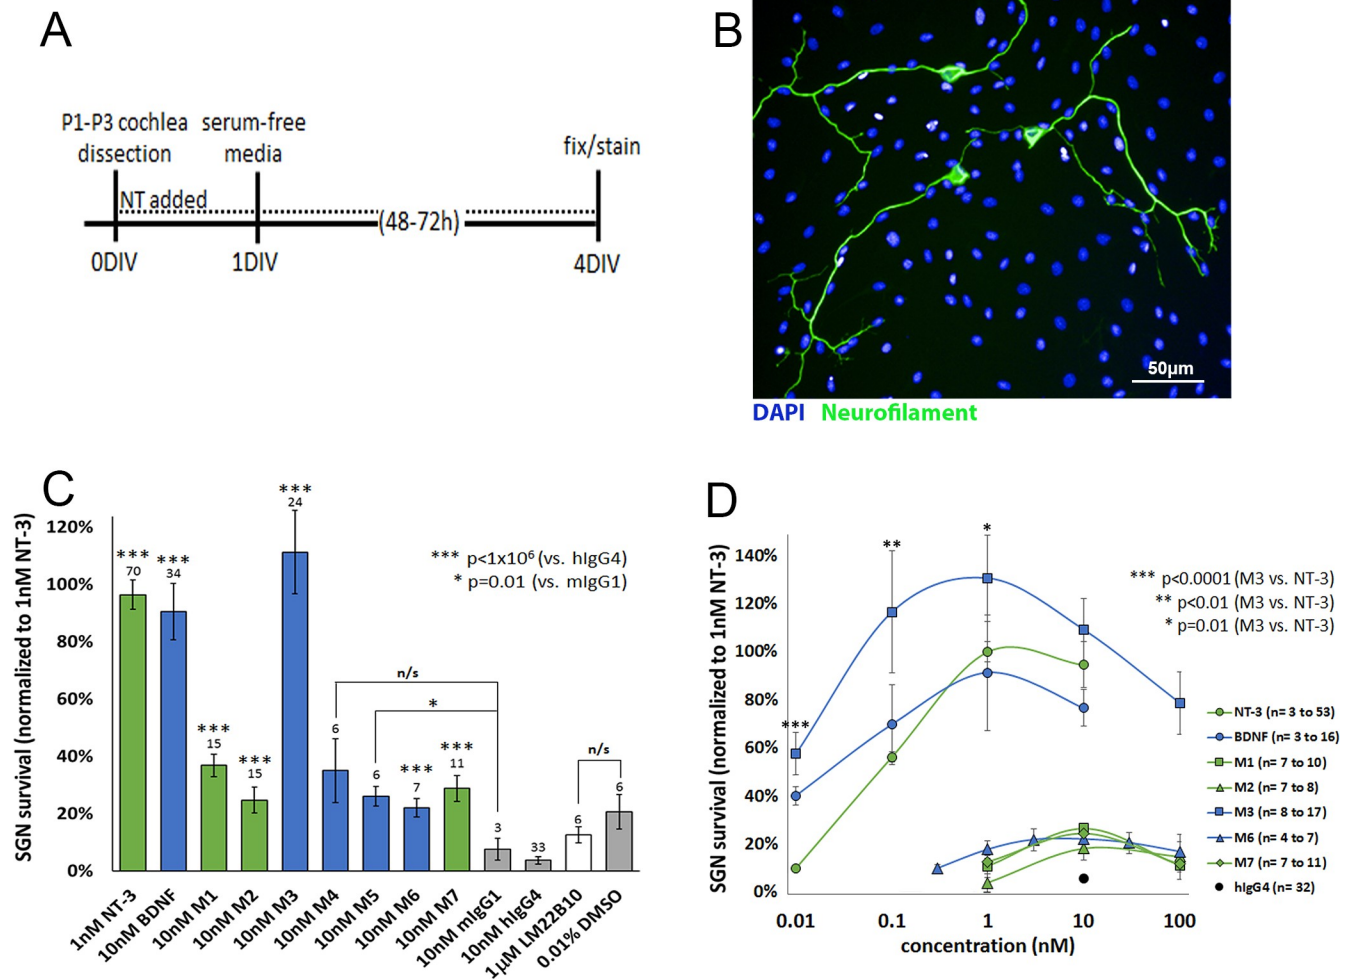 A
P1-P3 cochlea
dissection
serum-free
media
fix/stain
NT added
(48-72h)
0DIV
1DIV
4DIV
B
50µm
DAPI Neurofilament
C
SGN survival (normalized to 1nM NT-3)
120%
100%
80%
60%
40%
20%
0%
*** p<1x10⁶ (vs. hIgG4)
* p=0.01 (vs. mIgG1)
***
70
***
34
***
15
***
15
***
24
6
6
***
7
***
11
3
33
6
6
n/s
*
n/s
1nM NT-3
10nM BDNF
10nM M1
10nM M2
10nM M3
10nM M4
10nM M5
10nM M6
10nM M7
10nM mIgG1
10nM hIgG4
1µM LM22B10
0.01% DMSO
D
SGN survival (normalized to 1nM NT-3)
140%
120%
100%
80%
60%
40%
20%
0%
***
**
*
*** p<0.0001 (M3 vs. NT-3)
** p<0.01 (M3 vs. NT-3)
* p=0.01 (M3 vs. NT-3)
NT-3 (n= 3 to 53)
BDNF (n= 3 to 16)
M1 (n= 7 to 10)
M2 (n= 7 to 8)
M3 (n= 8 to 17)
M6 (n= 4 to 7)
M7 (n= 7 to 11)
hIgG4 (n= 32)
0.01
0.1
1
10
100
concentration (nM)